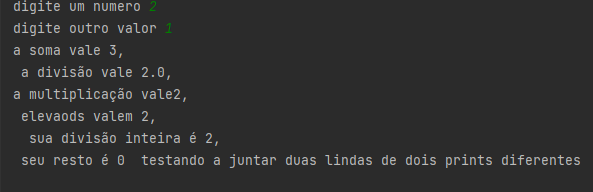 digite um numero 2
digite outro valor 1
a soma vale 3,
a divisão vale 2.0,
a multiplicação vale2,
elevaods valem 2,
sua divisão inteira é 2,
seu resto é 0  testando a juntar duas lindas de dois prints diferentes